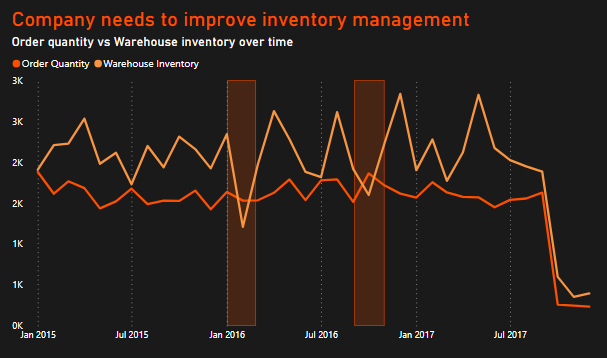 Company needs to improve inventory management
Order quantity vs Warehouse inventory over time
Order Quantity Warehouse Inventory
3K
3K
2K
2K
1K
1K
0K
Jan 2015 Jul 2015 Jan 2016 Jul 2016 Jan 2017 Jul 2017